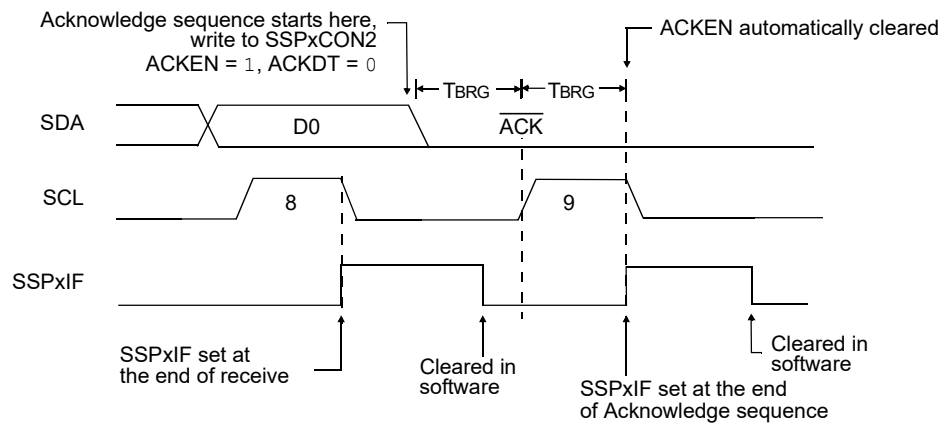 Acknowledge sequence starts here,
write to SSPxCON2
ACKEN = 1, ACKDT = 0
ACKEN automatically cleared
TBRG
TBRG
SDA
D0
ACK
SCL
8
9
SSPxIF
SSPxIF set at
the end of receive
Cleared in
software
SSPxIF set at the end
of Acknowledge sequence
Cleared in
software